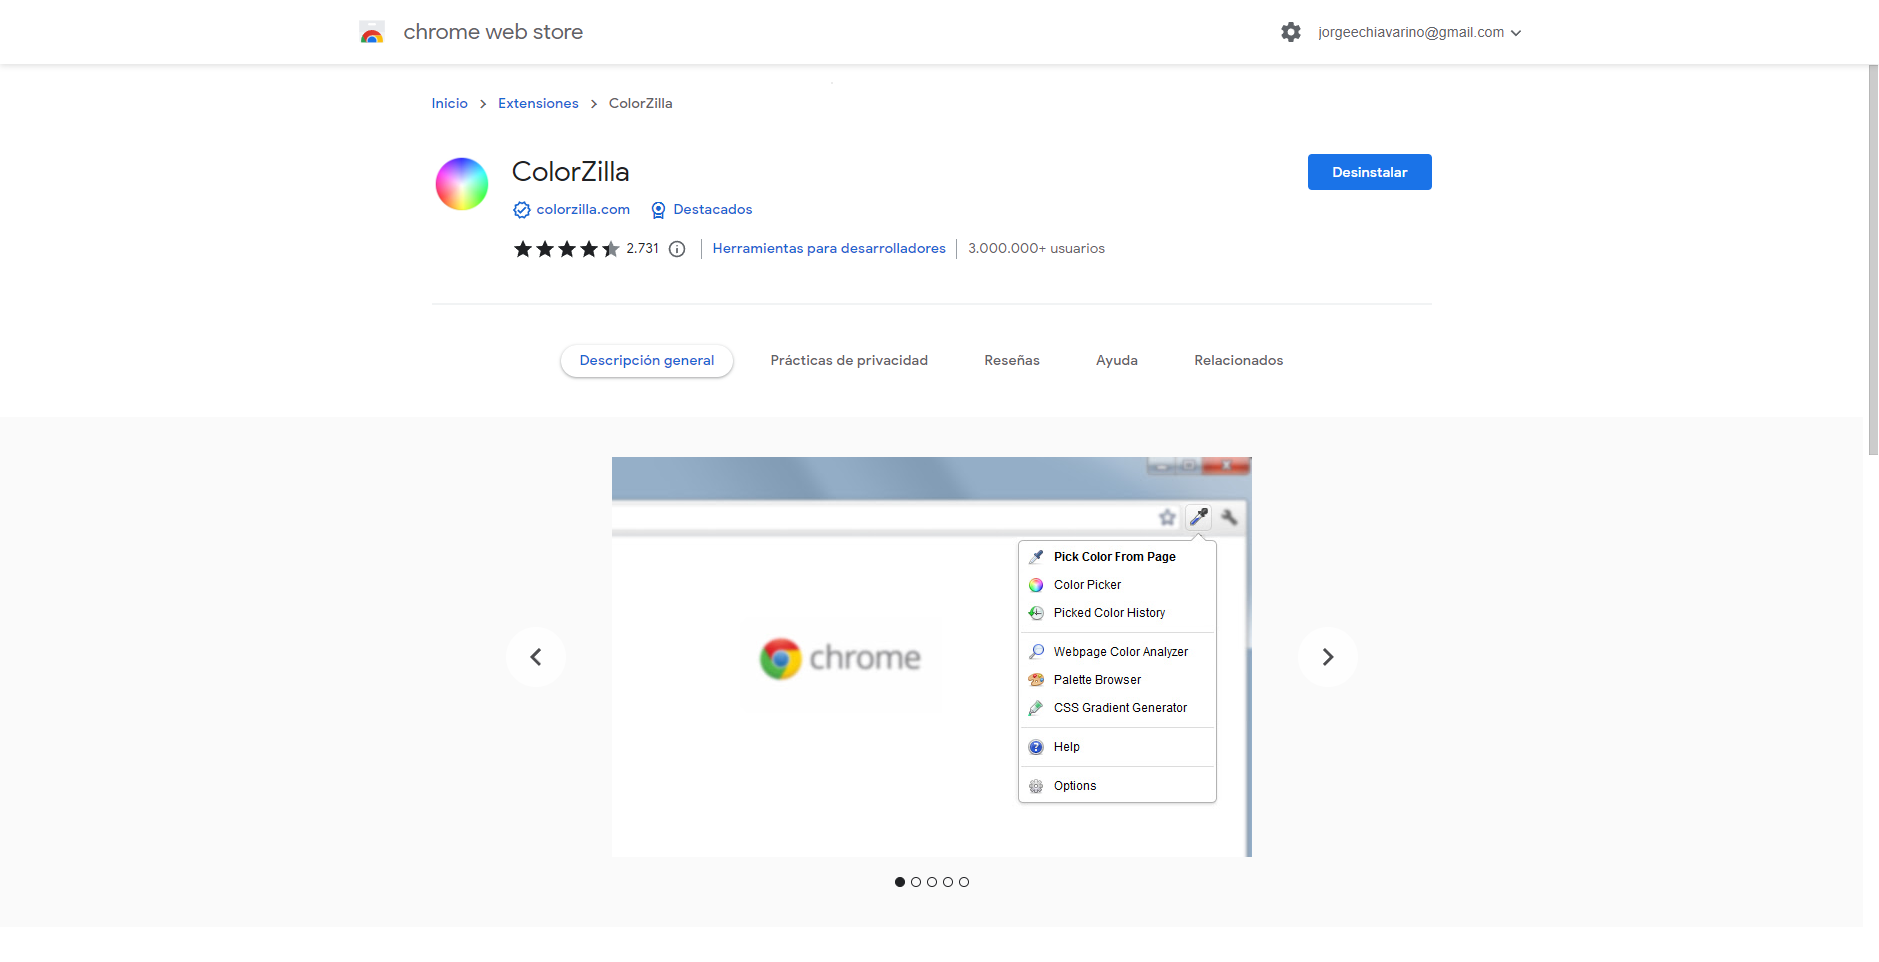 chrome web store
jorgeechiavarino@gmail.com
Inicio > Extensiones > ColorZilla
ColorZilla
Desinstalar
colorzilla.com Destacados
2.731 Herramientas para desarrolladores 3.000.000+ usuarios
Descripción general Prácticas de privacidad Reseñas Ayuda Relacionados
Pick Color From Page
Color Picker
Picked Color History
chrome
Webpage Color Analyzer
Palette Browser
CSS Gradient Generator
Help
Options